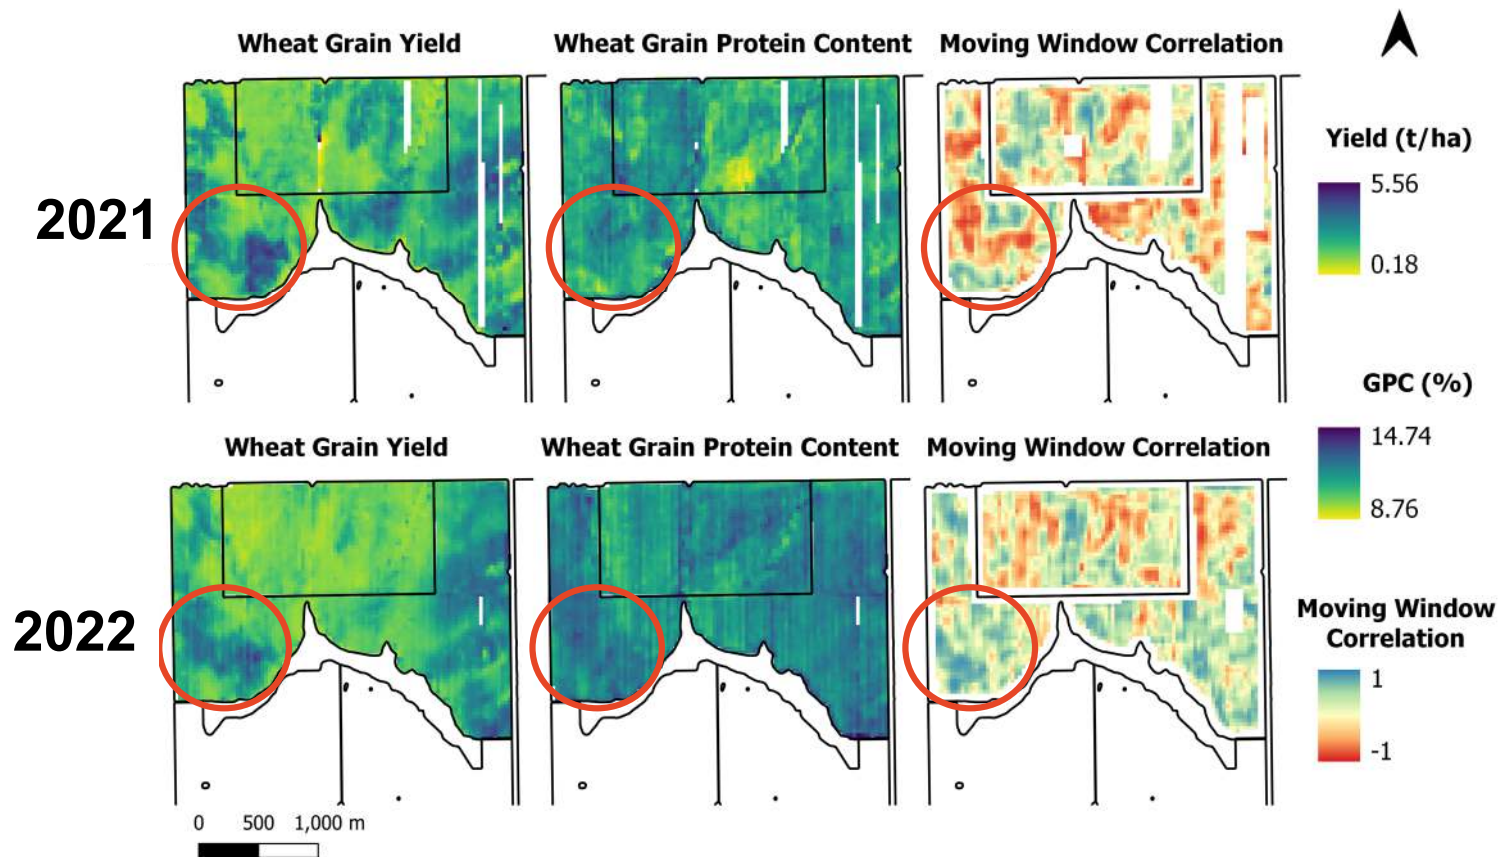 Wheat Grain Yield
Wheat Grain Protein Content
Moving Window Correlation
2021
Yield (t/ha)
5.56
0.18
GPC (%)
14.74
8.76
Wheat Grain Yield
Wheat Grain Protein Content
Moving Window Correlation
2022
Moving Window
Correlation
1
-1
0 500 1,000 m